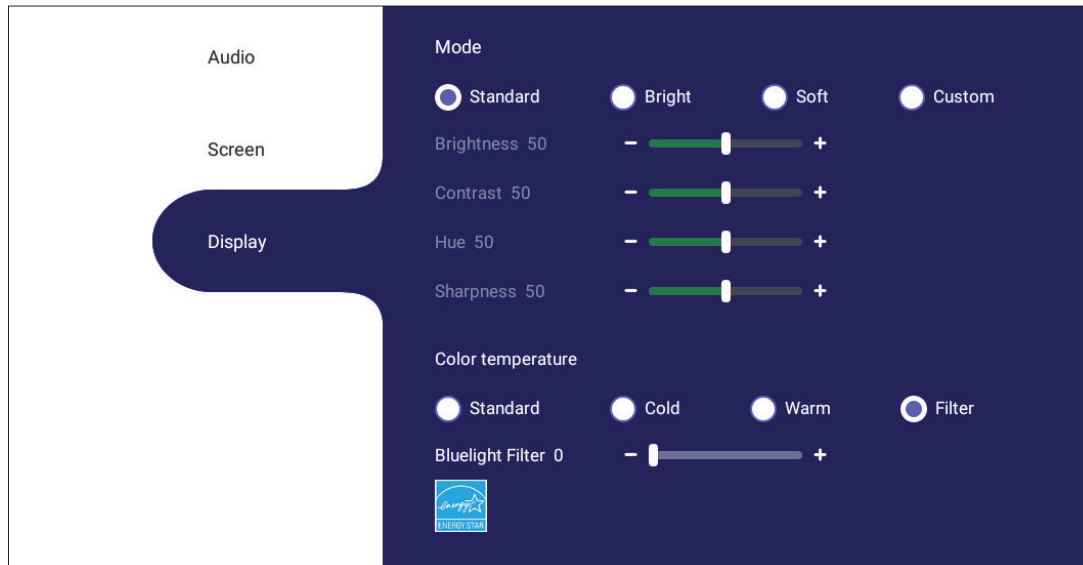 Audio
Screen
Display
Mode
Standard Bright Soft Custom
Brightness 50 - +
Contrast 50 - +
Hue 50 - +
Sharpness 50 - +
Color temperature
Standard Cold Warm Filter
Bluelight Filter 0 - +
energy
ENERGY STAR